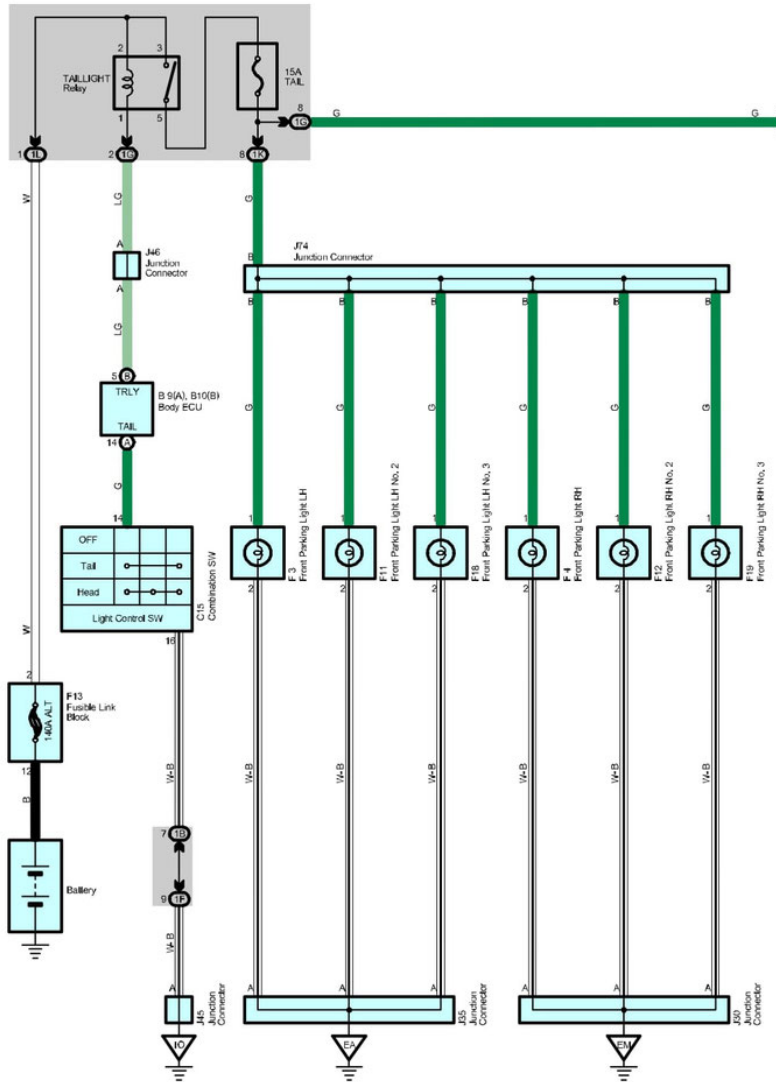 2
3
TAILLIGHT
Relay
1
5
15A
TAIL
8
1G
G
G
1
1L
2
1G
6
1K
W
LG
G
A
J46
Junction
Connector
A
LG
B
J74
Junction Connector
B
B
B
B
B
B
5
B
TRLY
TAIL
B 9(A), B10(B)
Body ECU
14
A
G
G
G
G
G
G
G
14
OFF
Tail
Head
Light Control SW
C15
Combination SW
16
1
1
1
1
1
1
F 3
Front Parking Light LH
F11
Front Parking Light LH No. 2
F18
Front Parking Light LH No. 3
F 4
Front Parking Light RH
F12
Front Parking Light RH No. 2
F19
Front Parking Light RH No. 3
2
2
2
2
2
2
W
2
F13
Fusible Link
Block
140A ALT
12
B
Battery
W-B
W-B
W-B
W-B
W-B
W-B
W-B
7
1B
9
1F
W-B
A
J45
Junction
Connector
IO
A
A
A
J35
Junction
Connector
EA
A
A
A
J30
Junction
Connector
EM